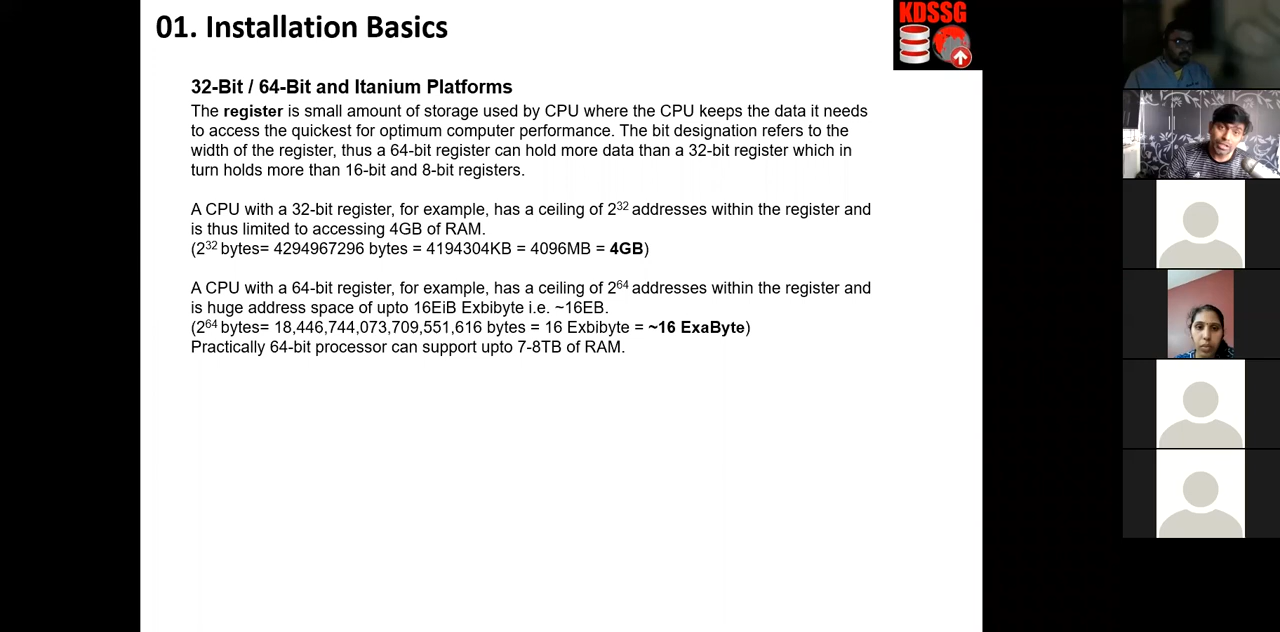 01. Installation Basics
KDSSG
32-Bit / 64-Bit and Itanium Platforms
The register is small amount of storage used by CPU where the CPU keeps the data it needs
to access the quickest for optimum computer performance. The bit designation refers to the
width of the register, thus a 64-bit register can hold more data than a 32-bit register which in
turn holds more than 16-bit and 8-bit registers.
A CPU with a 32-bit register, for example, has a ceiling of 2³² addresses within the register and
is thus limited to accessing 4GB of RAM.
(2³² bytes= 4294967296 bytes = 4194304KB = 4096MB = 4GB)
A CPU with a 64-bit register, for example, has a ceiling of 2⁶⁴ addresses within the register and
is huge address space of upto 16EiB Exbibyte i.e. ~16EB.
(2⁶⁴ bytes= 18,446,744,073,709,551,616 bytes = 16 Exbibyte = ~16 ExaByte)
Practically 64-bit processor can support upto 7-8TB of RAM.